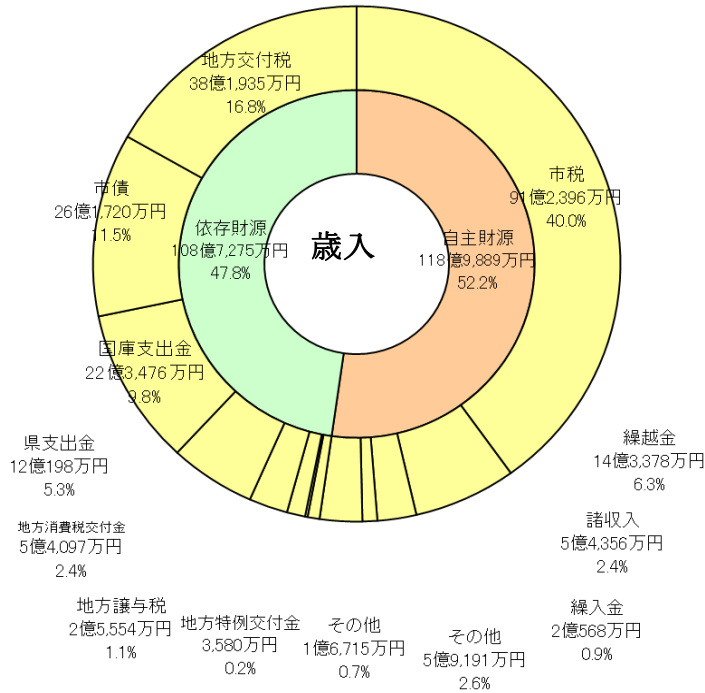 歳入
自主財源
118億9,889万円
52.2%
依存財源
108億7,275万円
47.8%
市税
91億2,396万円
40.0%
繰越金
14億3,378万円
6.3%
諸収入
5億4,356万円
2.4%
繰入金
2億568万円
0.9%
その他
5億9,191万円
2.6%
その他
1億6,715万円
0.7%
地方特例交付金
3,580万円
0.2%
地方譲与税
2億5,554万円
1.1%
地方消費税交付金
5億4,097万円
2.4%
県支出金
12億198万円
5.3%
国庫支出金
22億3,476万円
9.8%
市債
26億1,720万円
11.5%
地方交付税
38億1,935万円
16.8%